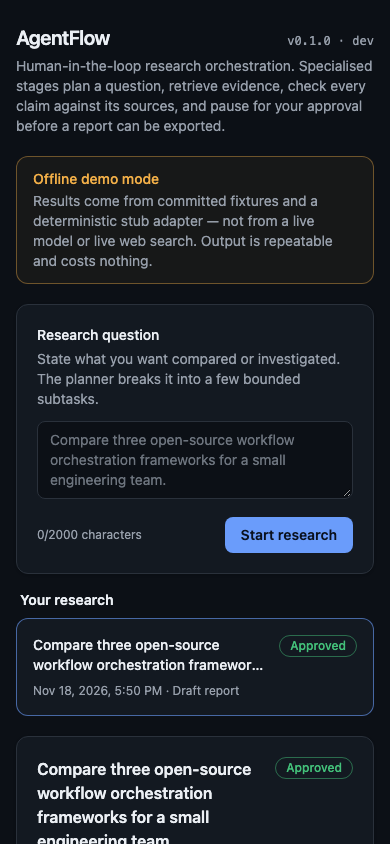 AgentFlow
v0.1.0 · dev
Human-in-the-loop research orchestration. Specialised
stages plan a question, retrieve evidence, check every
claim against its sources, and pause for your approval
before a report can be exported.
Offline demo mode
Results come from committed fixtures and a
deterministic stub adapter — not from a live
model or live web search. Output is repeatable
and costs nothing.
Research question
State what you want compared or investigated.
The planner breaks it into a few bounded
subtasks.
Compare three open-source workflow
orchestration frameworks for a small
engineering team.
0/2000 characters
Start research
Your research
Compare three open-source
workflow orchestration framewor...
Approved
Nov 18, 2026, 5:50 PM · Draft report
Compare three open-source
workflow orchestration
frameworks for a small
engineering team
Approved